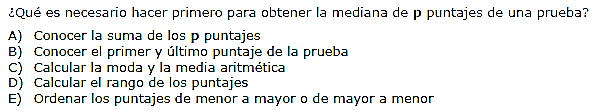 ¿Qué es necesario hacer primero para obtener la mediana de p puntajes de una prueba?
A) Conocer la suma de los p puntajes
B) Conocer el primer y último puntaje de la prueba
C) Calcular la moda y la media aritmética
D) Calcular el rango de los puntajes
E) Ordenar los puntajes de menor a mayor o de mayor a menor